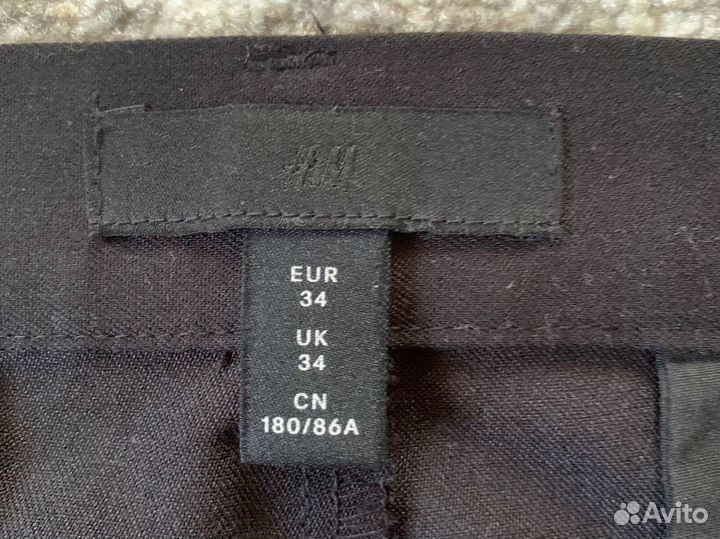 H&M
EUR
34
UK
34
CN
180/86A
Avito